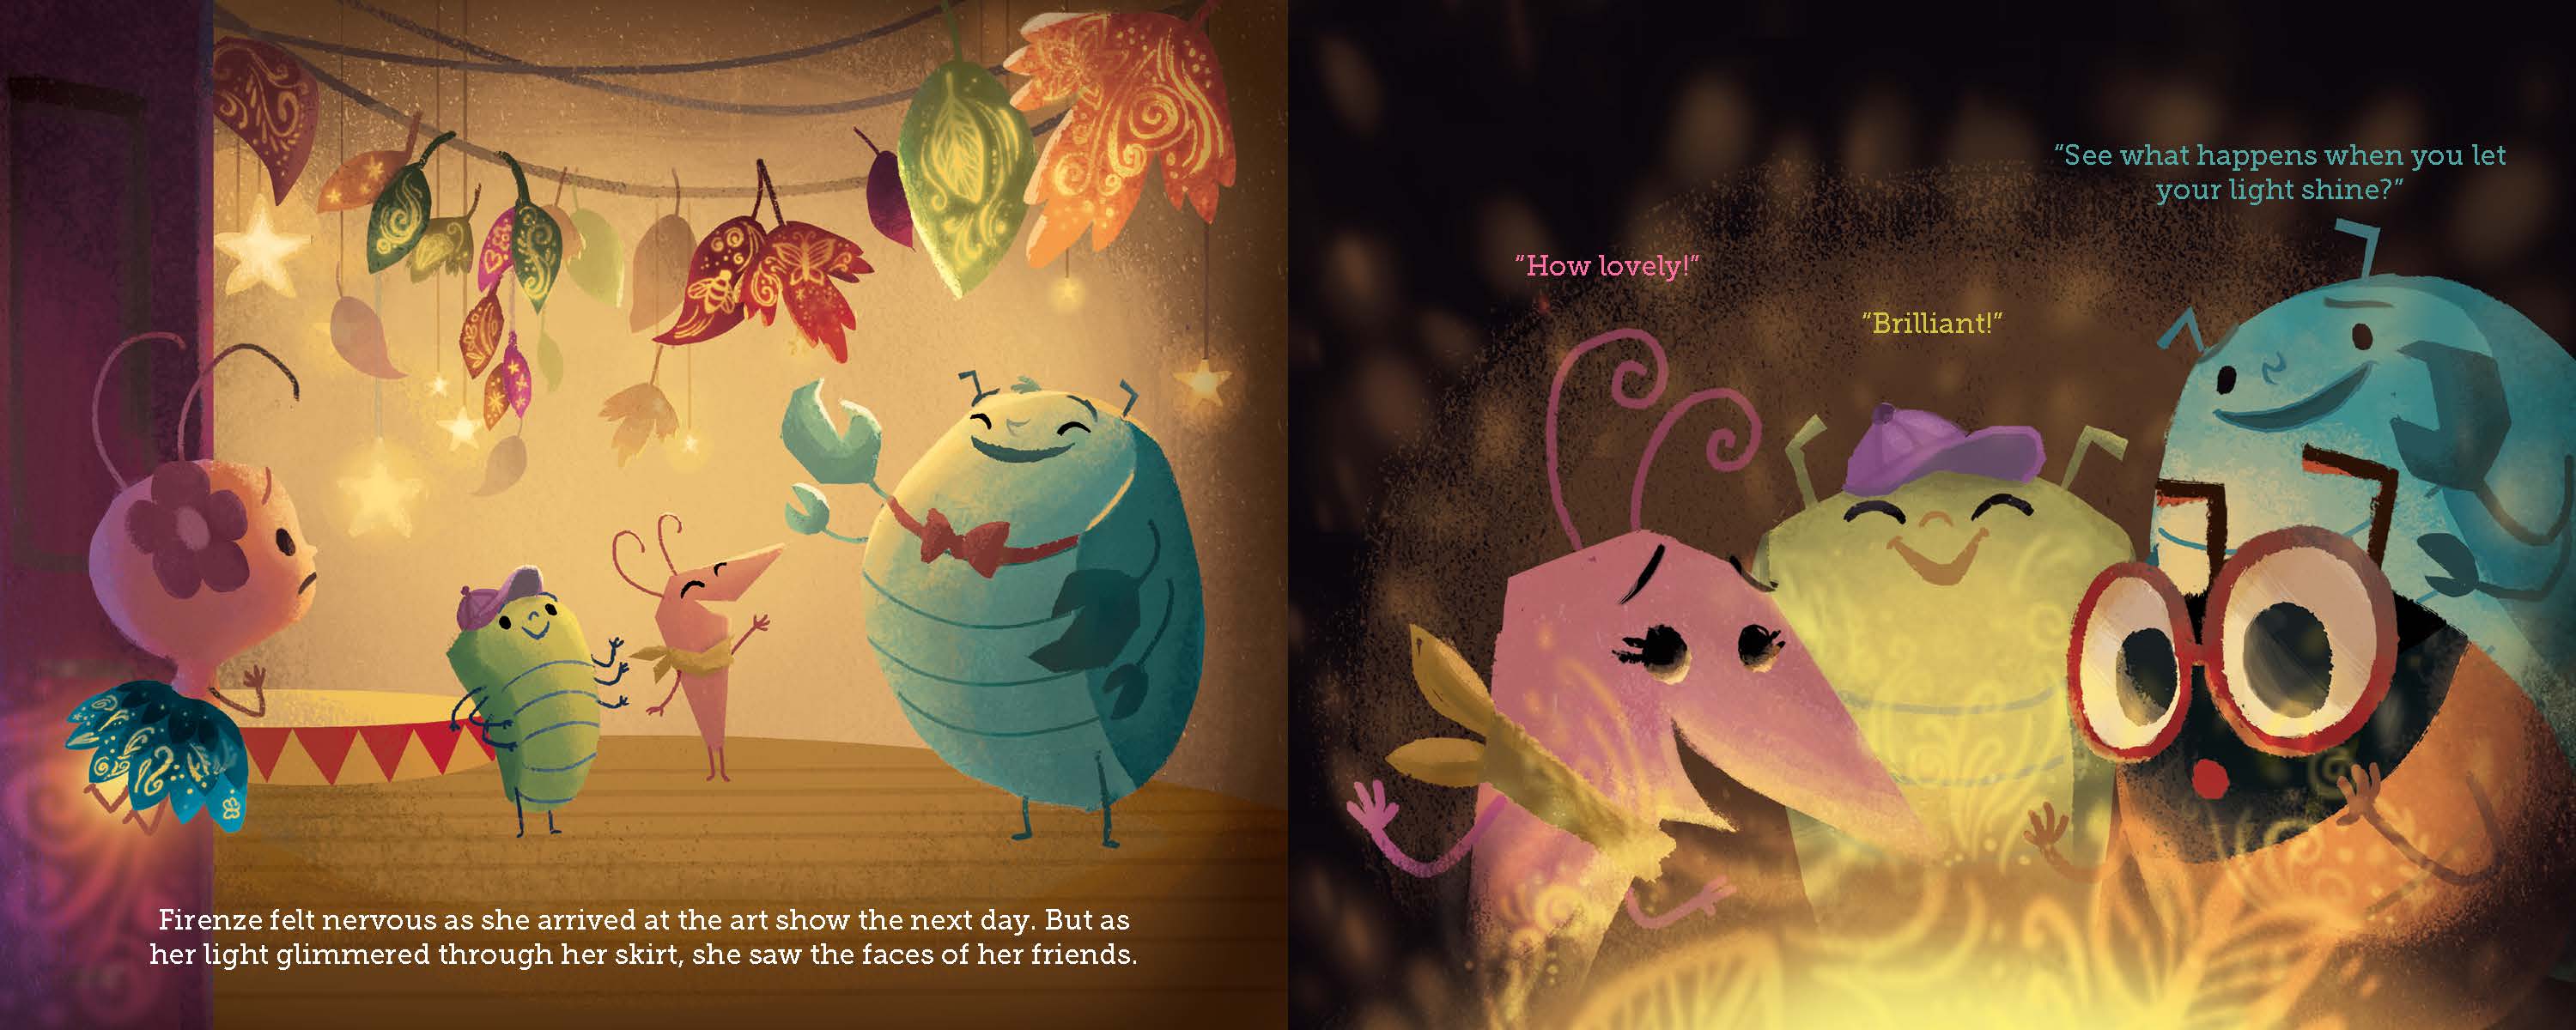 Firenze felt nervous as she arrived at the art show the next day. But as
her light glimmered through her skirt, she saw the faces of her friends.
“How lovely!”
“Brilliant!”
“See what happens when you let
your light shine?”